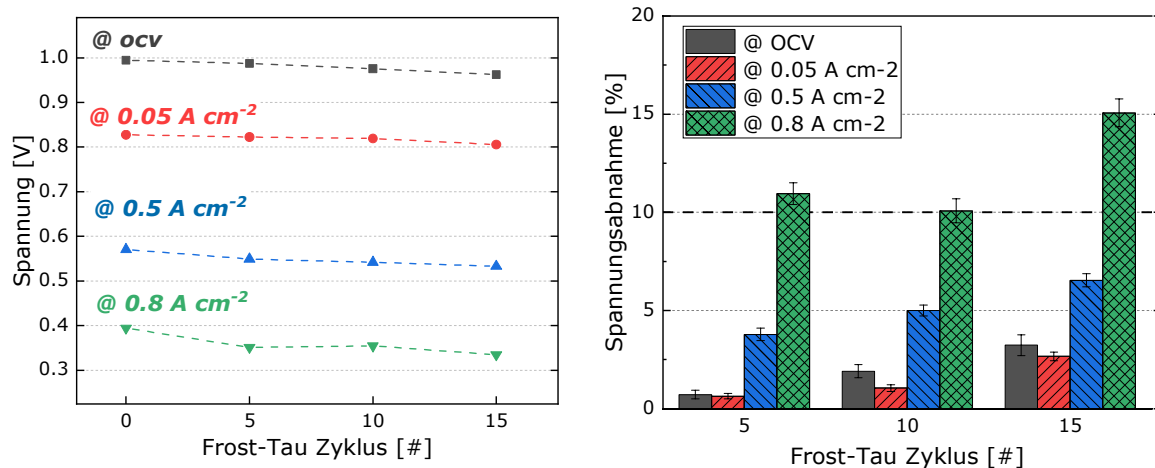 @ ocv
@ 0.05 A cm-2
@ 0.5 A cm-2
@ 0.8 A cm-2
1.0
0.9
0.8
0.7
0.6
0.5
0.4
0.3
Spannung [V]
0 5 10 15
Frost-Tau Zyklus [#]
@ OCV
@ 0.05 A cm-2
@ 0.5 A cm-2
@ 0.8 A cm-2
20
15
10
5
0
Spannungsabnahme [%]
5 10 15
Frost-Tau Zyklus [#]